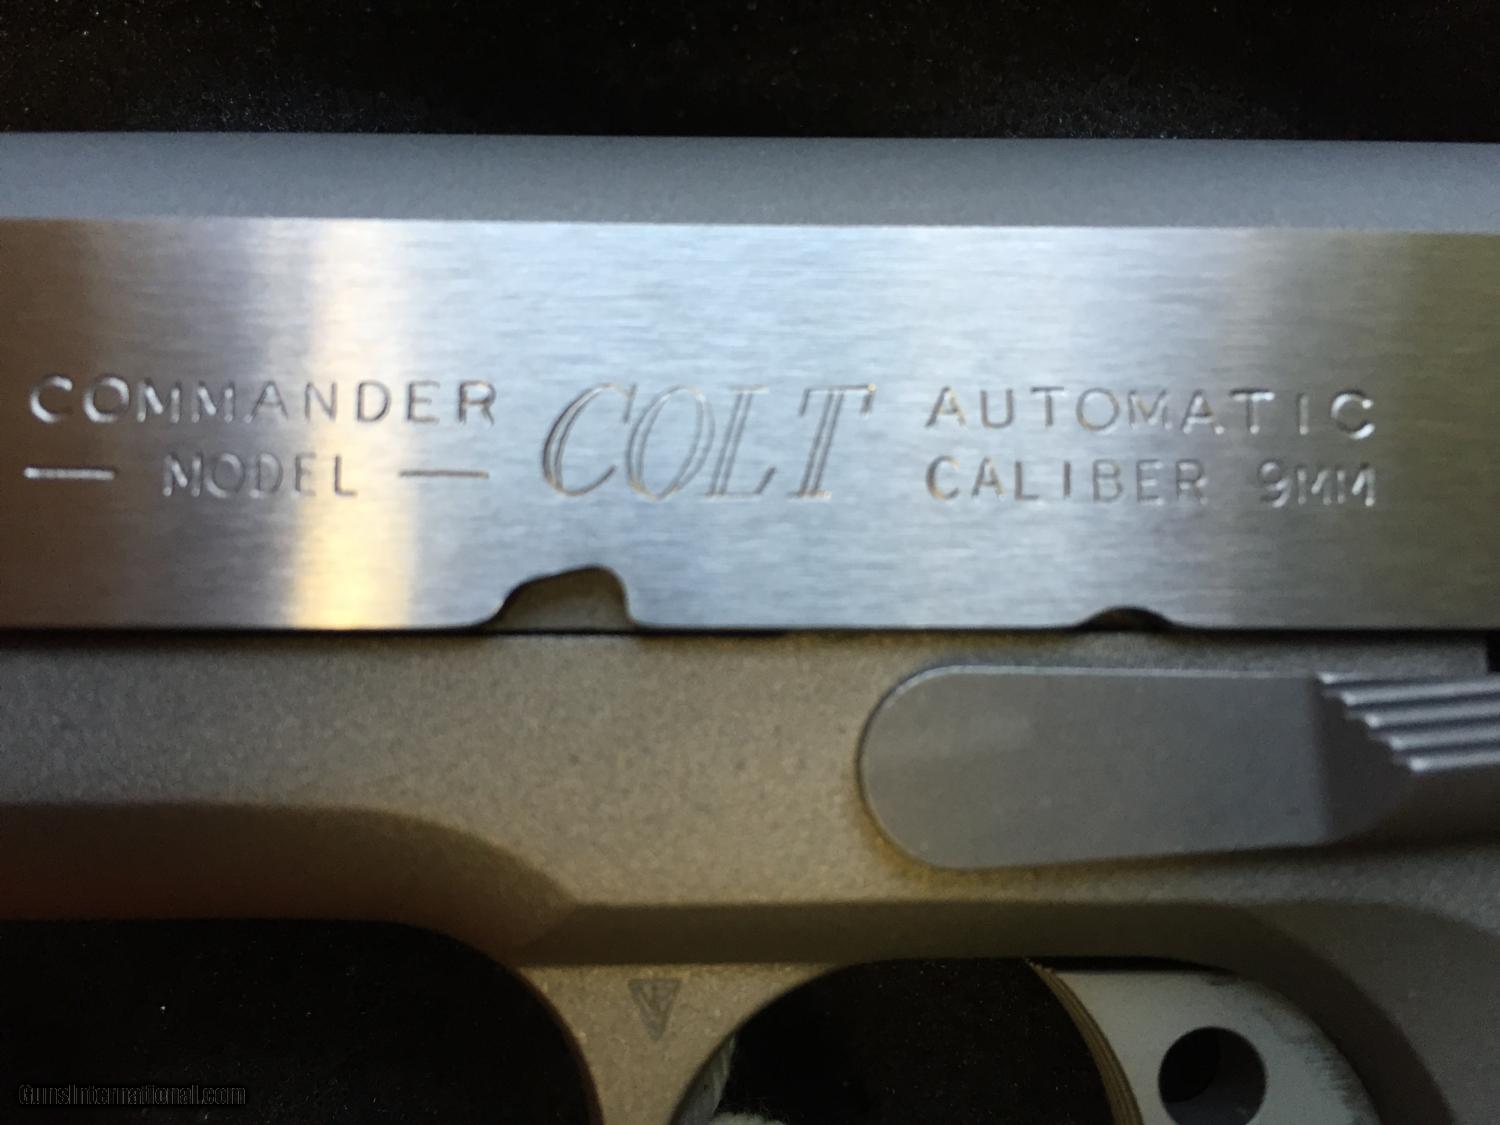 COMMANDER
— MODEL —
COLT
AUTOMATIC
CALIBER 9MM
GunsInternational.com